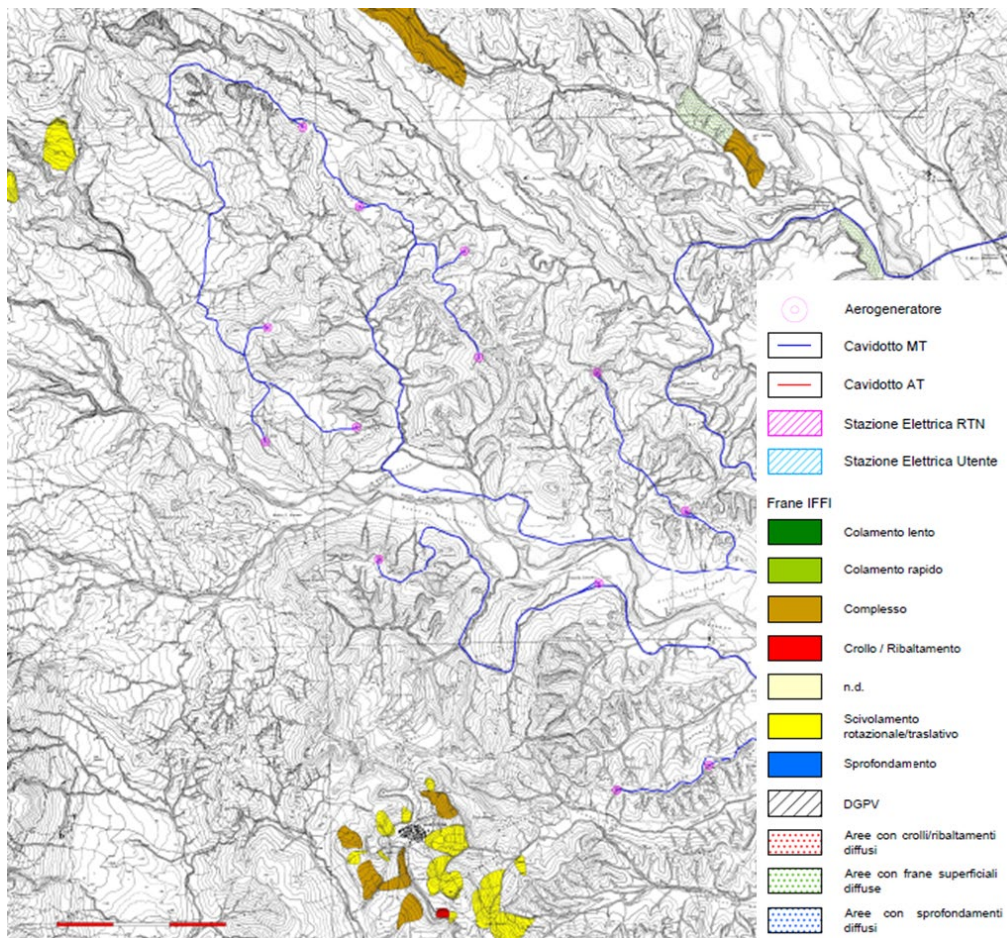 Aerogeneratore
Cavidotto MT
Cavidotto AT
Stazione Elettrica RTN
Stazione Elettrica Utente
Frane IFFI
Colamento lento
Colamento rapido
Complesso
Crollo / Ribaltamento
n.d.
Scivolamento
rotazionale/traslativo
Sprofondamento
DGPV
Aree con crolli/ribaltamenti
diffusi
Aree con frane superficiali
diffuse
Aree con sprofondamenti
diffusi